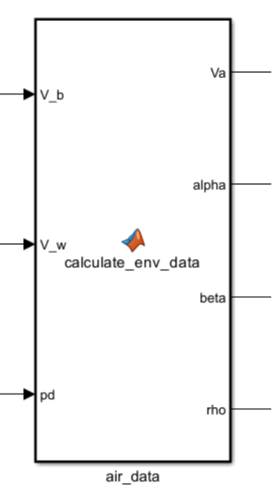 Va
V_b
alpha
V_w
calculate_env_data
beta
pd
rho
air_data